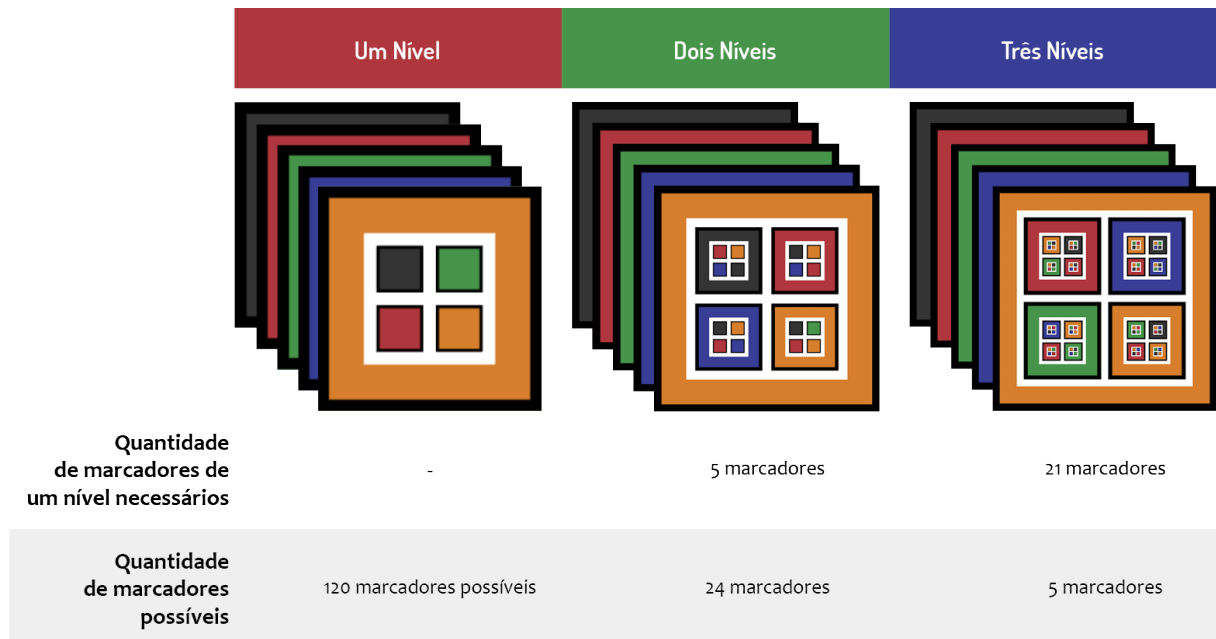 Um Nível
Dois Níveis
Três Níveis
Quantidade
de marcadores de
um nível necessários
-
5 marcadores
21 marcadores
Quantidade
de marcadores
possíveis
120 marcadores possíveis
24 marcadores
5 marcadores